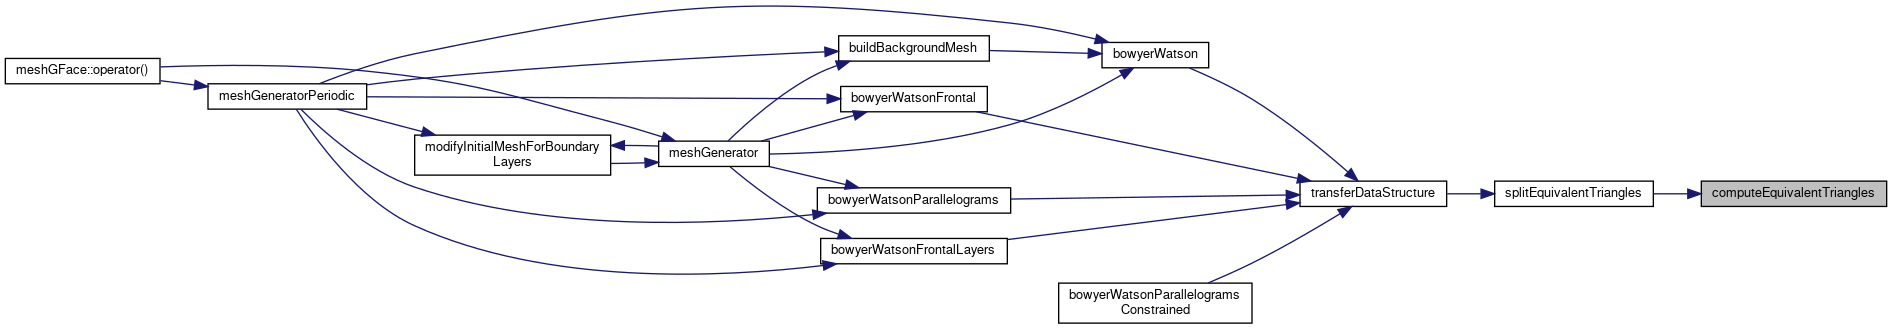 meshGFace::operator()
meshGeneratorPeriodic
modifyInitialMeshForBoundary
Layers
meshGenerator
buildBackgroundMesh
bowyerWatsonFrontal
bowyerWatsonParallelograms
bowyerWatsonFrontalLayers
bowyerWatson
bowyerWatsonParallelograms
Constrained
transferDataStructure
splitEquivalentTriangles
computeEquivalentTriangles